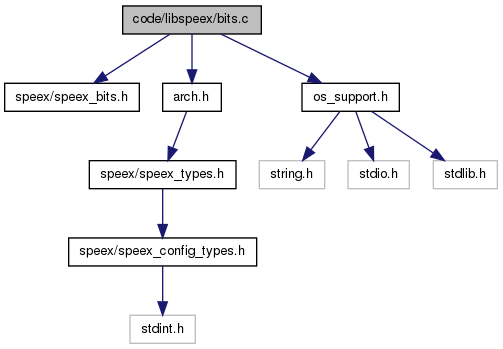 code/libspeex/bits.c
speex/speex_bits.h
arch.h
os_support.h
speex/speex_types.h
string.h
stdio.h
stdlib.h
speex/speex_config_types.h
stdint.h